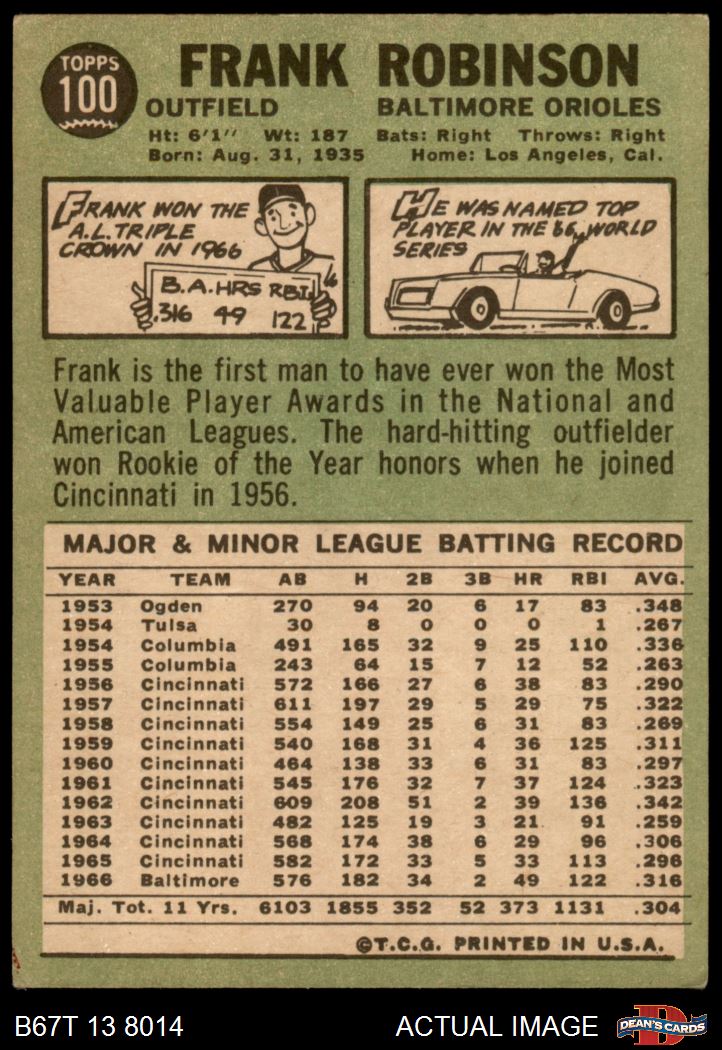 TOPPS
100
FRANK ROBINSON
OUTFIELD BALTIMORE ORIOLES
Ht: 6'1" Wt: 187 Bats: Right Throws: Right
Born: Aug. 31, 1935 Home: Los Angeles, Cal.
FRANK WON THE
A.L. TRIPLE
CROWN IN 1966
B.A. HRS RBI
.316 49 122
HE WAS NAMED TOP
PLAYER IN THE '66 WORLD
SERIES
Frank is the first man to have ever won the Most
Valuable Player Awards in the National and
American Leagues. The hard-hitting outfielder
won Rookie of the Year honors when he joined
Cincinnati in 1956.
MAJOR & MINOR LEAGUE BATTING RECORD
YEAR TEAM AB H 2B 3B HR RBI AVG.
1953 Ogden 270 94 20 6 17 83 .348
1954 Tulsa 30 8 0 0 0 1 .267
1954 Columbia 491 165 32 9 25 110 .336
1955 Columbia 243 64 15 7 12 52 .263
1956 Cincinnati 572 166 27 6 38 83 .290
1957 Cincinnati 611 197 29 5 29 75 .322
1958 Cincinnati 554 149 25 6 31 83 .269
1959 Cincinnati 540 168 31 4 36 125 .311
1960 Cincinnati 464 138 33 6 31 83 .297
1961 Cincinnati 545 176 32 7 37 124 .323
1962 Cincinnati 609 208 51 2 39 136 .342
1963 Cincinnati 482 125 19 3 21 91 .259
1964 Cincinnati 568 174 38 6 29 96 .306
1965 Cincinnati 582 172 33 5 33 113 .296
1966 Baltimore 576 182 34 2 49 122 .316
Maj. Tot. 11 Yrs. 6103 1855 352 52 373 1131 .304
©T.C.G. PRINTED IN U.S.A.
B67T 13 8014 ACTUAL IMAGE
D
DEAN'S CARDS